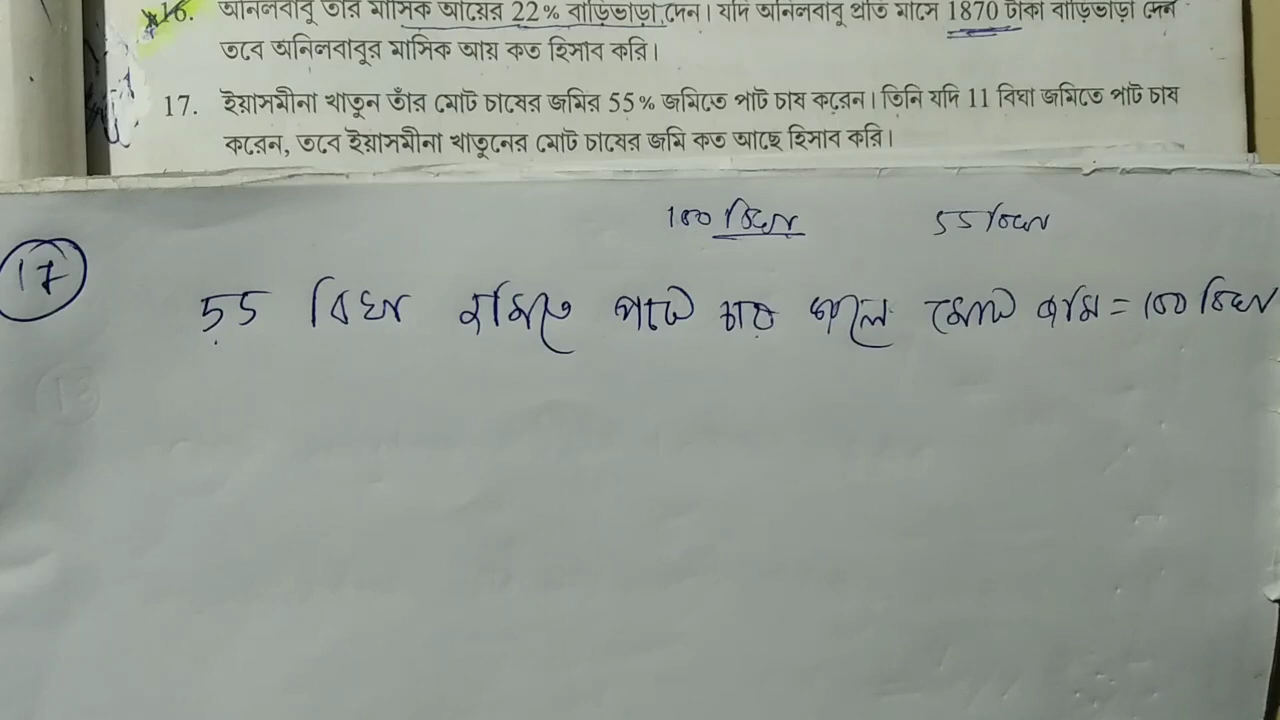 16. অনিলবাবু তাঁর মাসিক আয়ের 22% বাড়িভাড়া দেন। যদি অনিলবাবু প্রতি মাসে 1870 টাকা বাড়িভাড়া দেন
তবে অনিলবাবুর মাসিক আয় কত হিসাব করি।
17. ইয়াসমীনা খাতুন তাঁর মোট চাষের জমির 55% জমিতে পাট চাষ করেন। তিনি যদি 11 বিঘা জমিতে পাট চাষ
করেন, তবে ইয়াসমীনা খাতুনের মোট চাষের জমি কত আছে হিসাব করি।
100 বিঘা 55 বিঘা
17
55 বিঘা জমিতে পাট চাষ হলে মোট জমি = 100 বিঘা